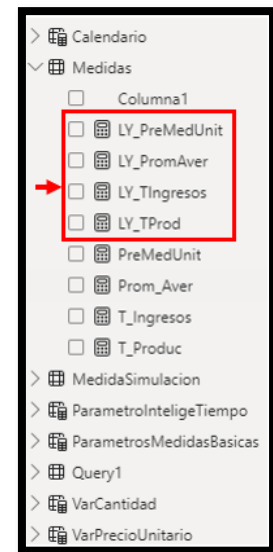 Calendario
Medidas
Columna1
LY_PreMedUnit
LY_PromAver
LY_TIngresos
LY_TProd
PreMedUnit
Prom_Aver
T_Ingresos
T_Produc
MedidaSimulacion
ParametroInteligeTiempo
ParametrosMedidasBasicas
Query1
VarCantidad
VarPrecioUnitario